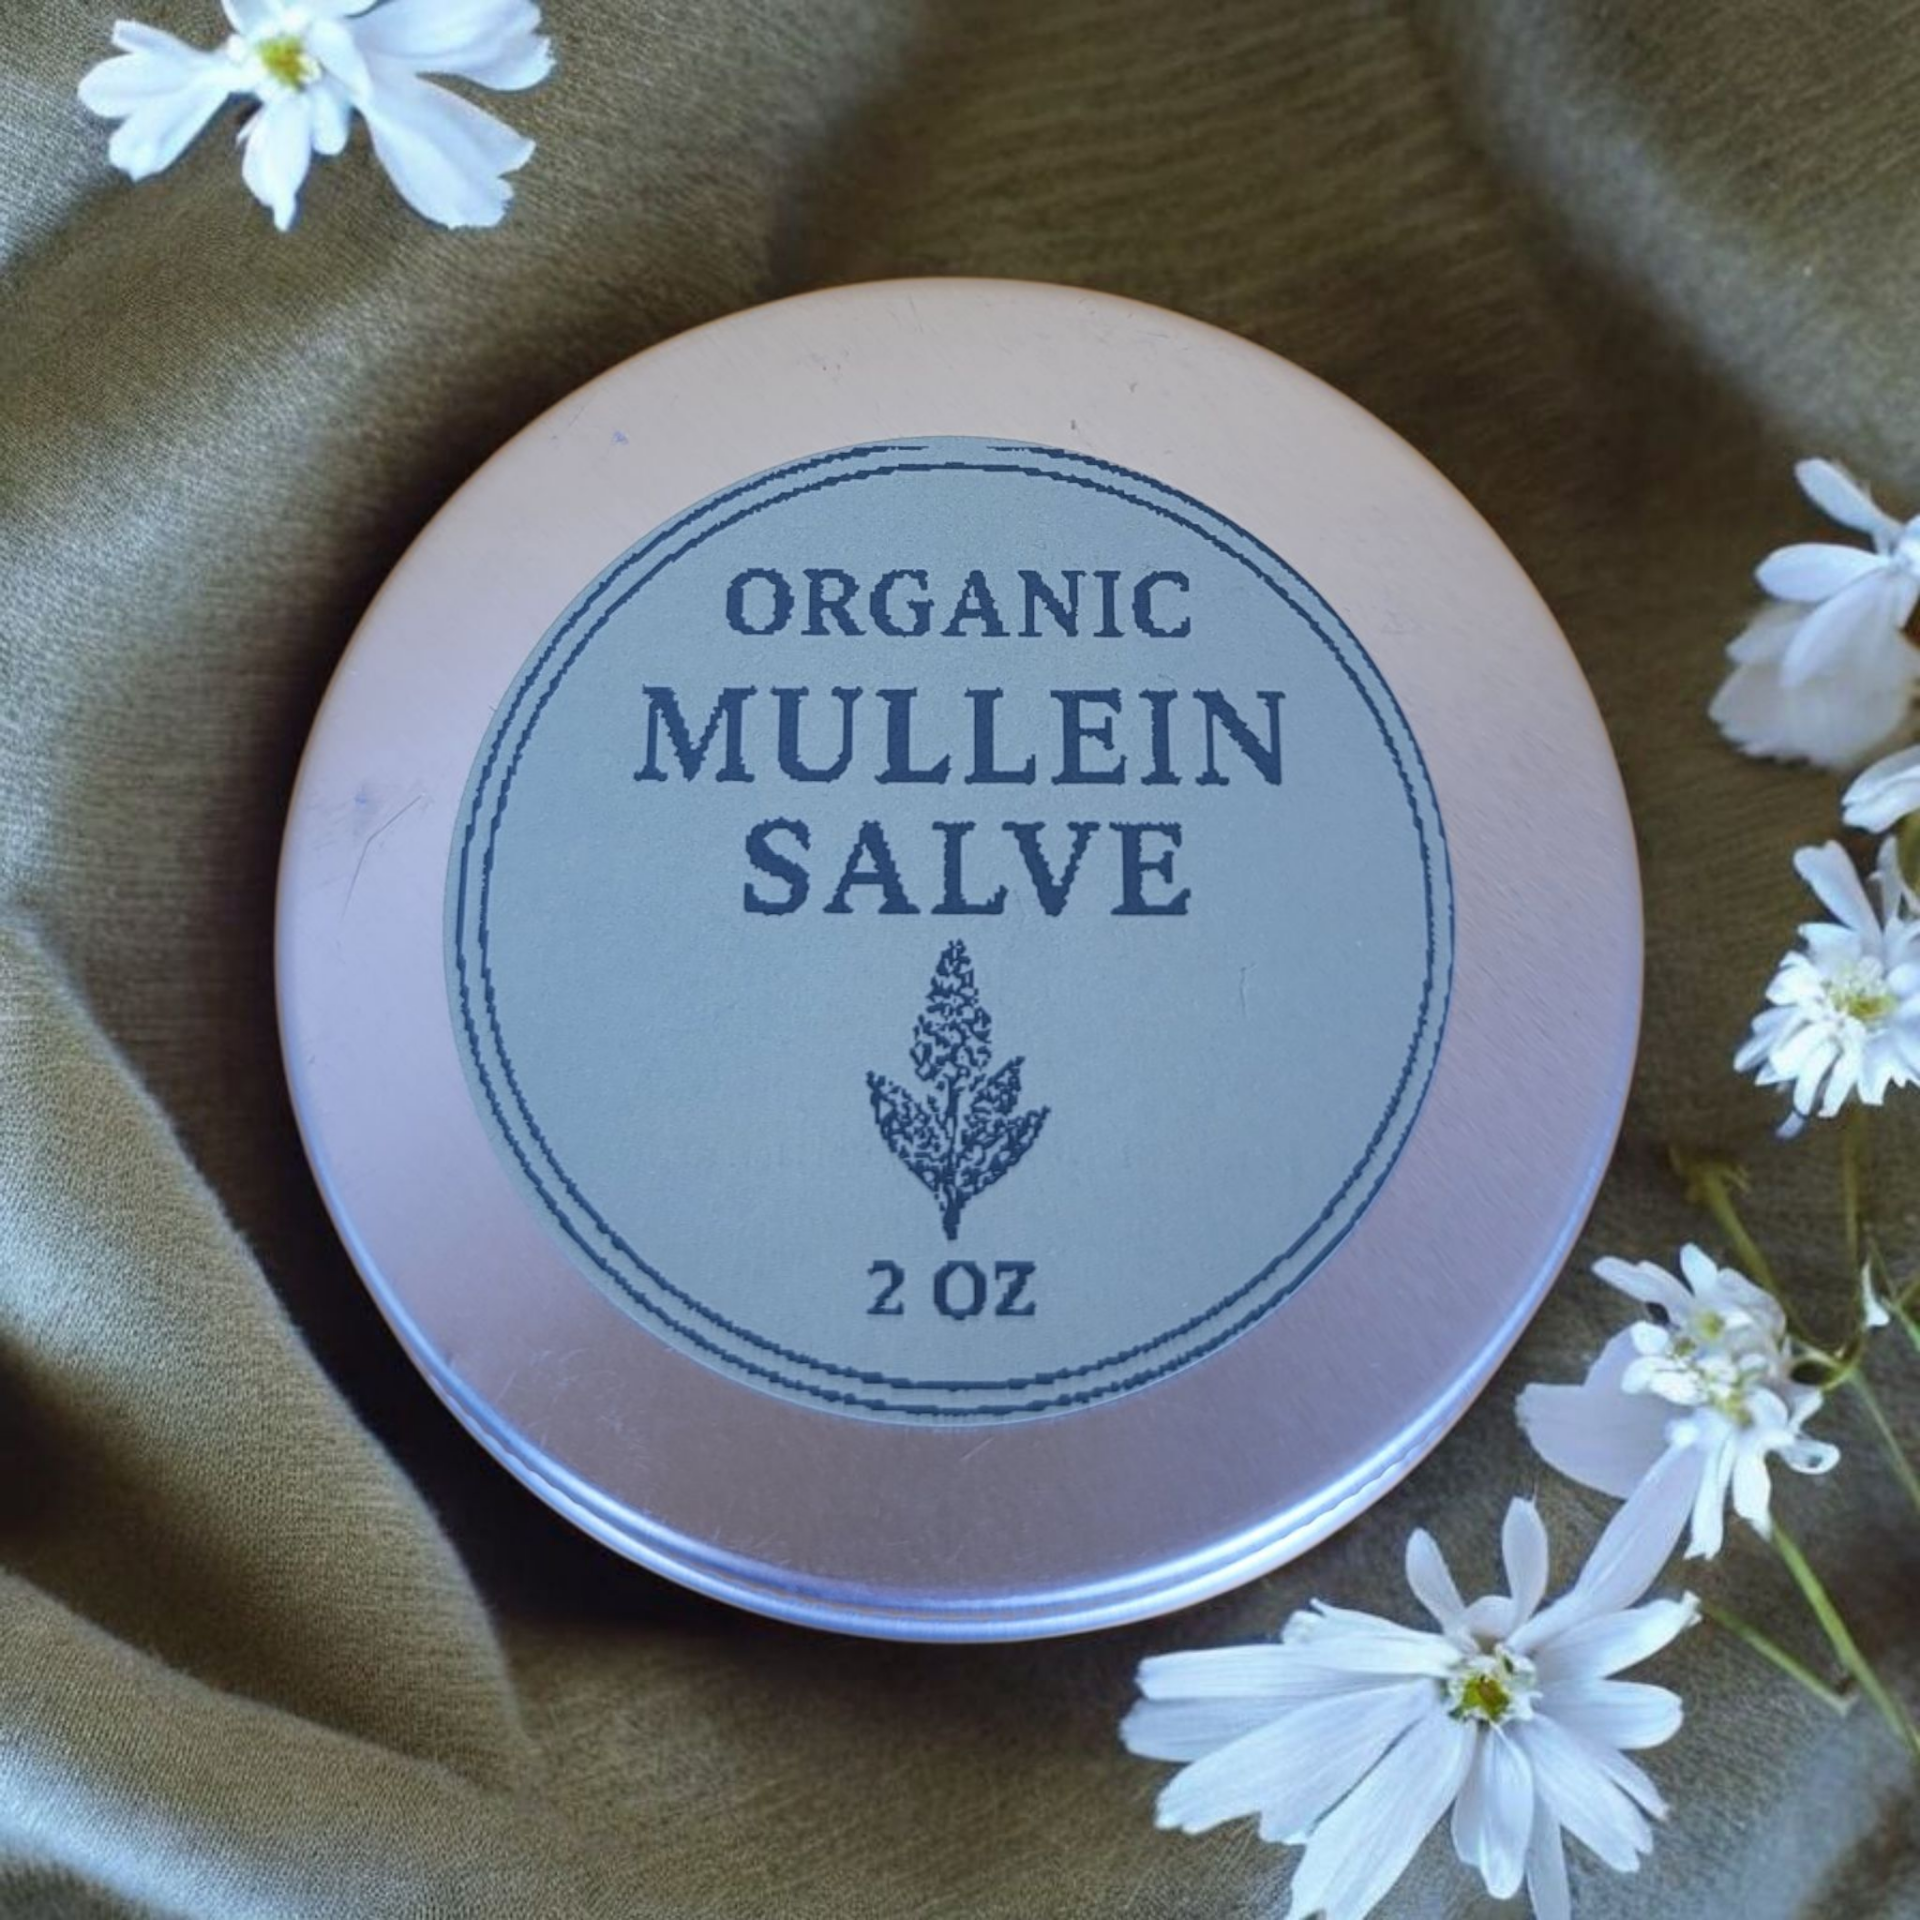 ORGANIC
MULLEIN
SALVE
2 OZ